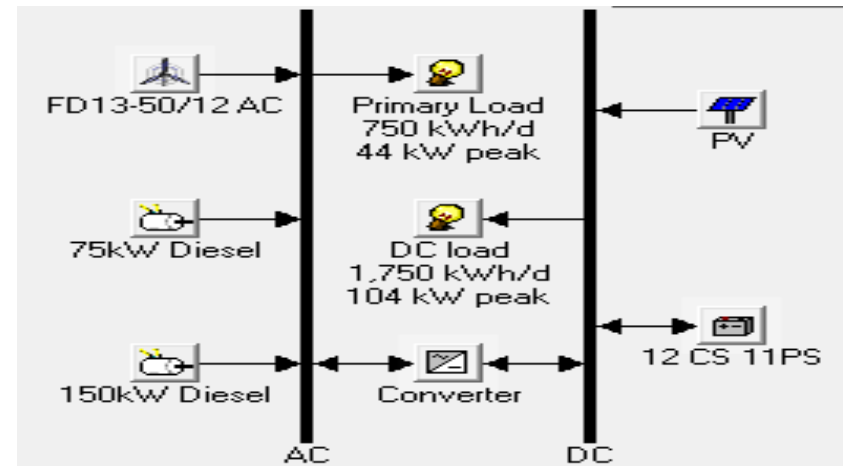 FD13-50/12 AC
Primary Load
750 kWh/d
44 kW peak
PV
75kW Diesel
DC load
1,750 kWh/d
104 kW peak
12 CS 11PS
150kW Diesel
Converter
AC
DC